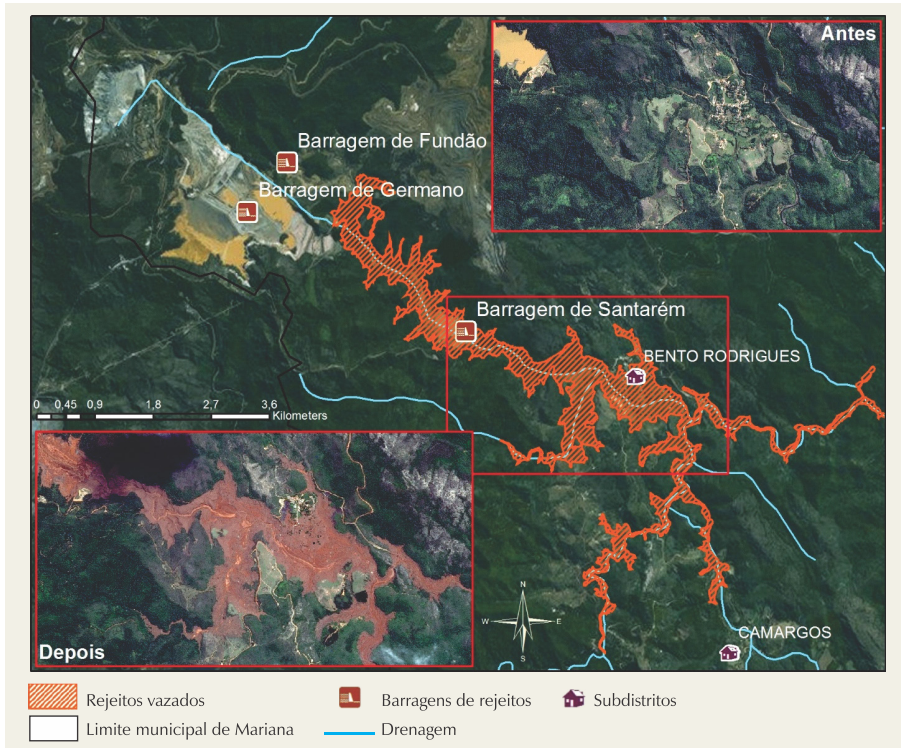 Antes
Barragem de Fundão
Barragem de Germano
Barragem de Santarém
BENTO RODRIGUES
0 0,45 0,9 1,8 2,7 3,6
Kilometers
N
W E
S
CAMARGOS
Depois
Rejeitos vazados
Barragens de rejeitos
Subdistritos
Limite municipal de Mariana
Drenagem